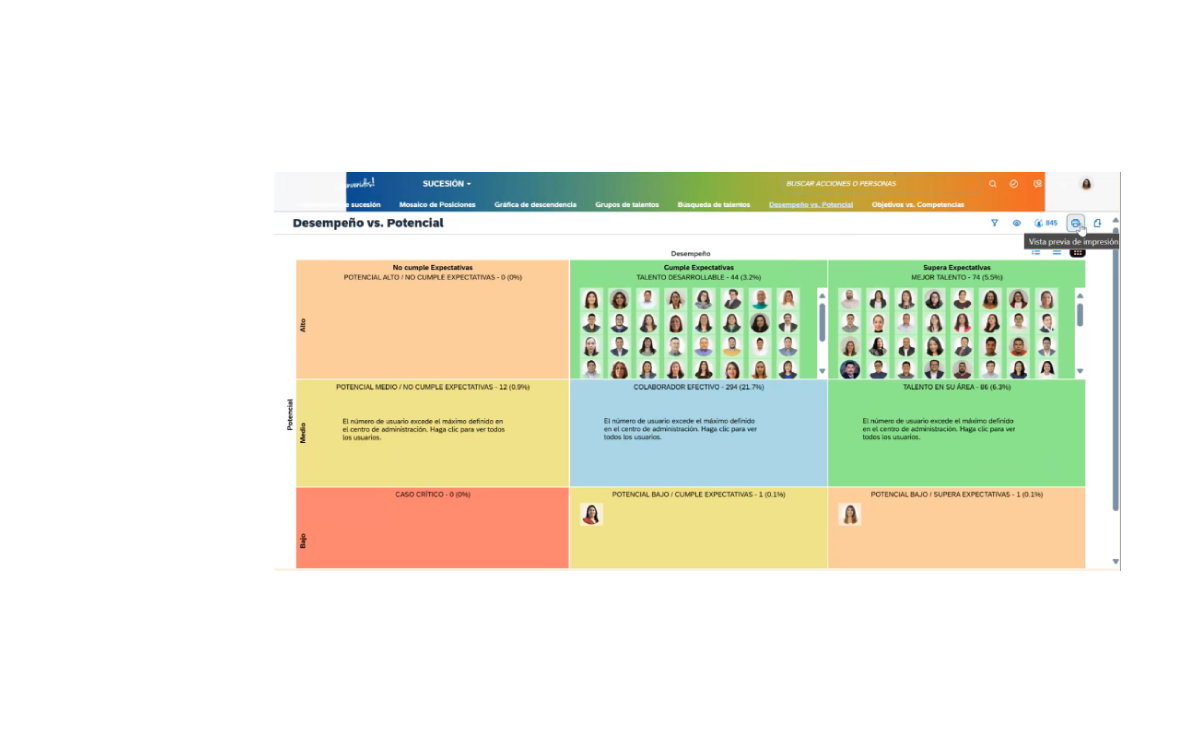 SUCESIÓN
BUSCAR ACCIONES O PERSONAS
sucesión Mosaico de Posiciones Gráfica de descendencia Grupos de talentos Búsqueda de talentos Desempeño vs. Potencial Objetivos vs. Competencias
Desempeño vs. Potencial
845
Vista previa de impresión
Desempeño
No cumple Expectativas
POTENCIAL ALTO / NO CUMPLE EXPECTATIVAS - 0 (0%)
Cumple Expectativas
TALENTO DESARROLLABLE - 44 (3.2%)
Supera Expectativas
MEJOR TALENTO - 74 (5.5%)
Alto
Potencial
Medio
POTENCIAL MEDIO / NO CUMPLE EXPECTATIVAS - 12 (0.9%)
El número de usuario excede el máximo definido en
el centro de administración. Haga clic para ver todos
los usuarios.
COLABORADOR EFECTIVO - 294 (21.7%)
El número de usuario excede el máximo definido
en el centro de administración. Haga clic para ver
todos los usuarios.
TALENTO EN SU ÁREA - 86 (6.3%)
El número de usuario excede el máximo definido
en el centro de administración. Haga clic para ver
todos los usuarios.
Bajo
CASO CRÍTICO - 0 (0%)
POTENCIAL BAJO / CUMPLE EXPECTATIVAS - 1 (0.1%)
POTENCIAL BAJO / SUPERA EXPECTATIVAS - 1 (0.1%)